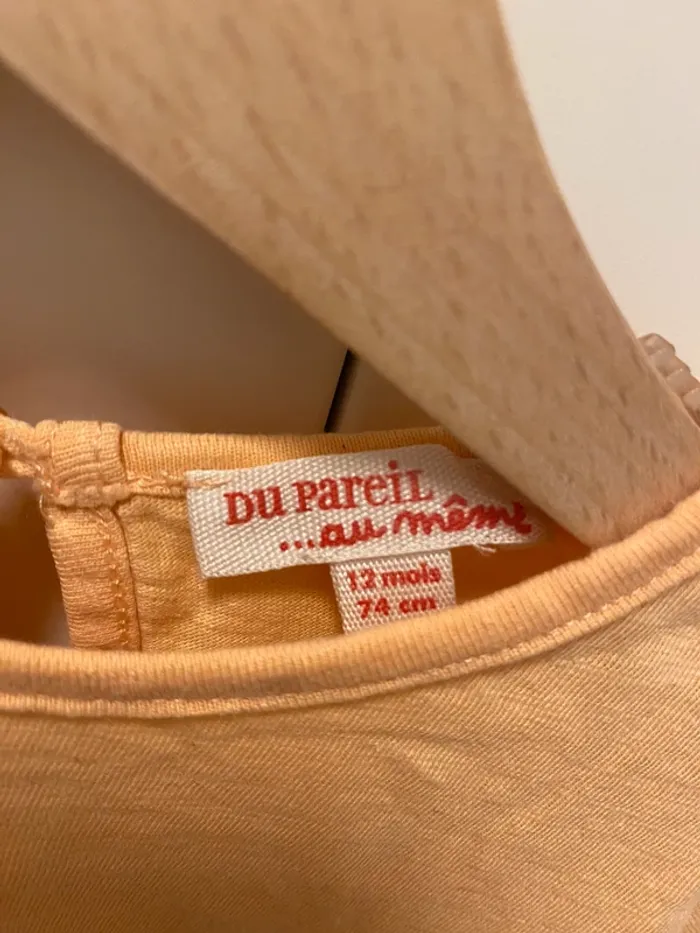 DU PAREIL
...au même
12 mois
74 cm